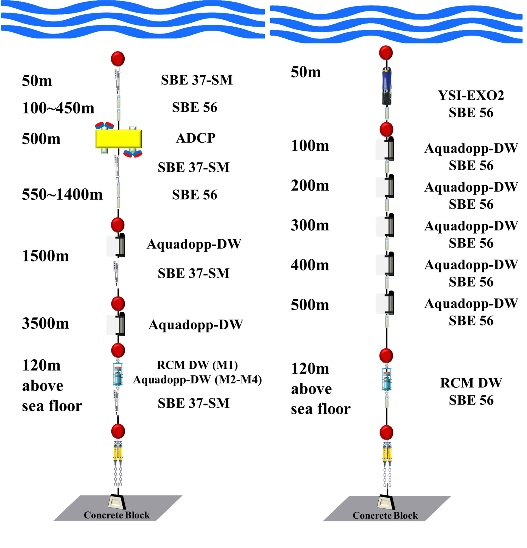 50m SBE 37-SM
100~450m SBE 56
500m ADCP
SBE 37-SM
550~1400m SBE 56
Aquadopp-DW
1500m
SBE 37-SM
3500m Aquadopp-DW
120m RCM DW (M1)
above Aquadopp-DW (M2-M4)
sea floor SBE 37-SM
Concrete Block
50m
YSI-EXO2
SBE 56
100m Aquadopp-DW
SBE 56
200m Aquadopp-DW
SBE 56
300m Aquadopp-DW
SBE 56
400m Aquadopp-DW
SBE 56
500m Aquadopp-DW
SBE 56
120m
above RCM DW
sea floor SBE 56
Concrete Block